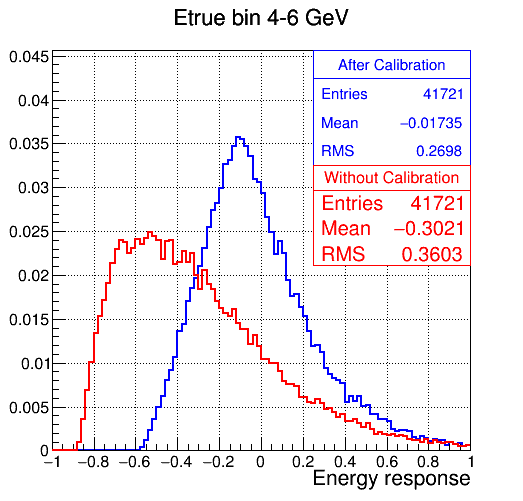 Etrue bin 4-6 GeV
After Calibration
Entries 41721
Mean −0.01735
RMS 0.2698
Without Calibration
Entries 41721
Mean −0.3021
RMS 0.3603
0.045
0.04
0.035
0.03
0.025
0.02
0.015
0.01
0.005
0
−1 −0.8 −0.6 −0.4 −0.2 0 0.2 0.4 0.6 0.8 1
Energy response